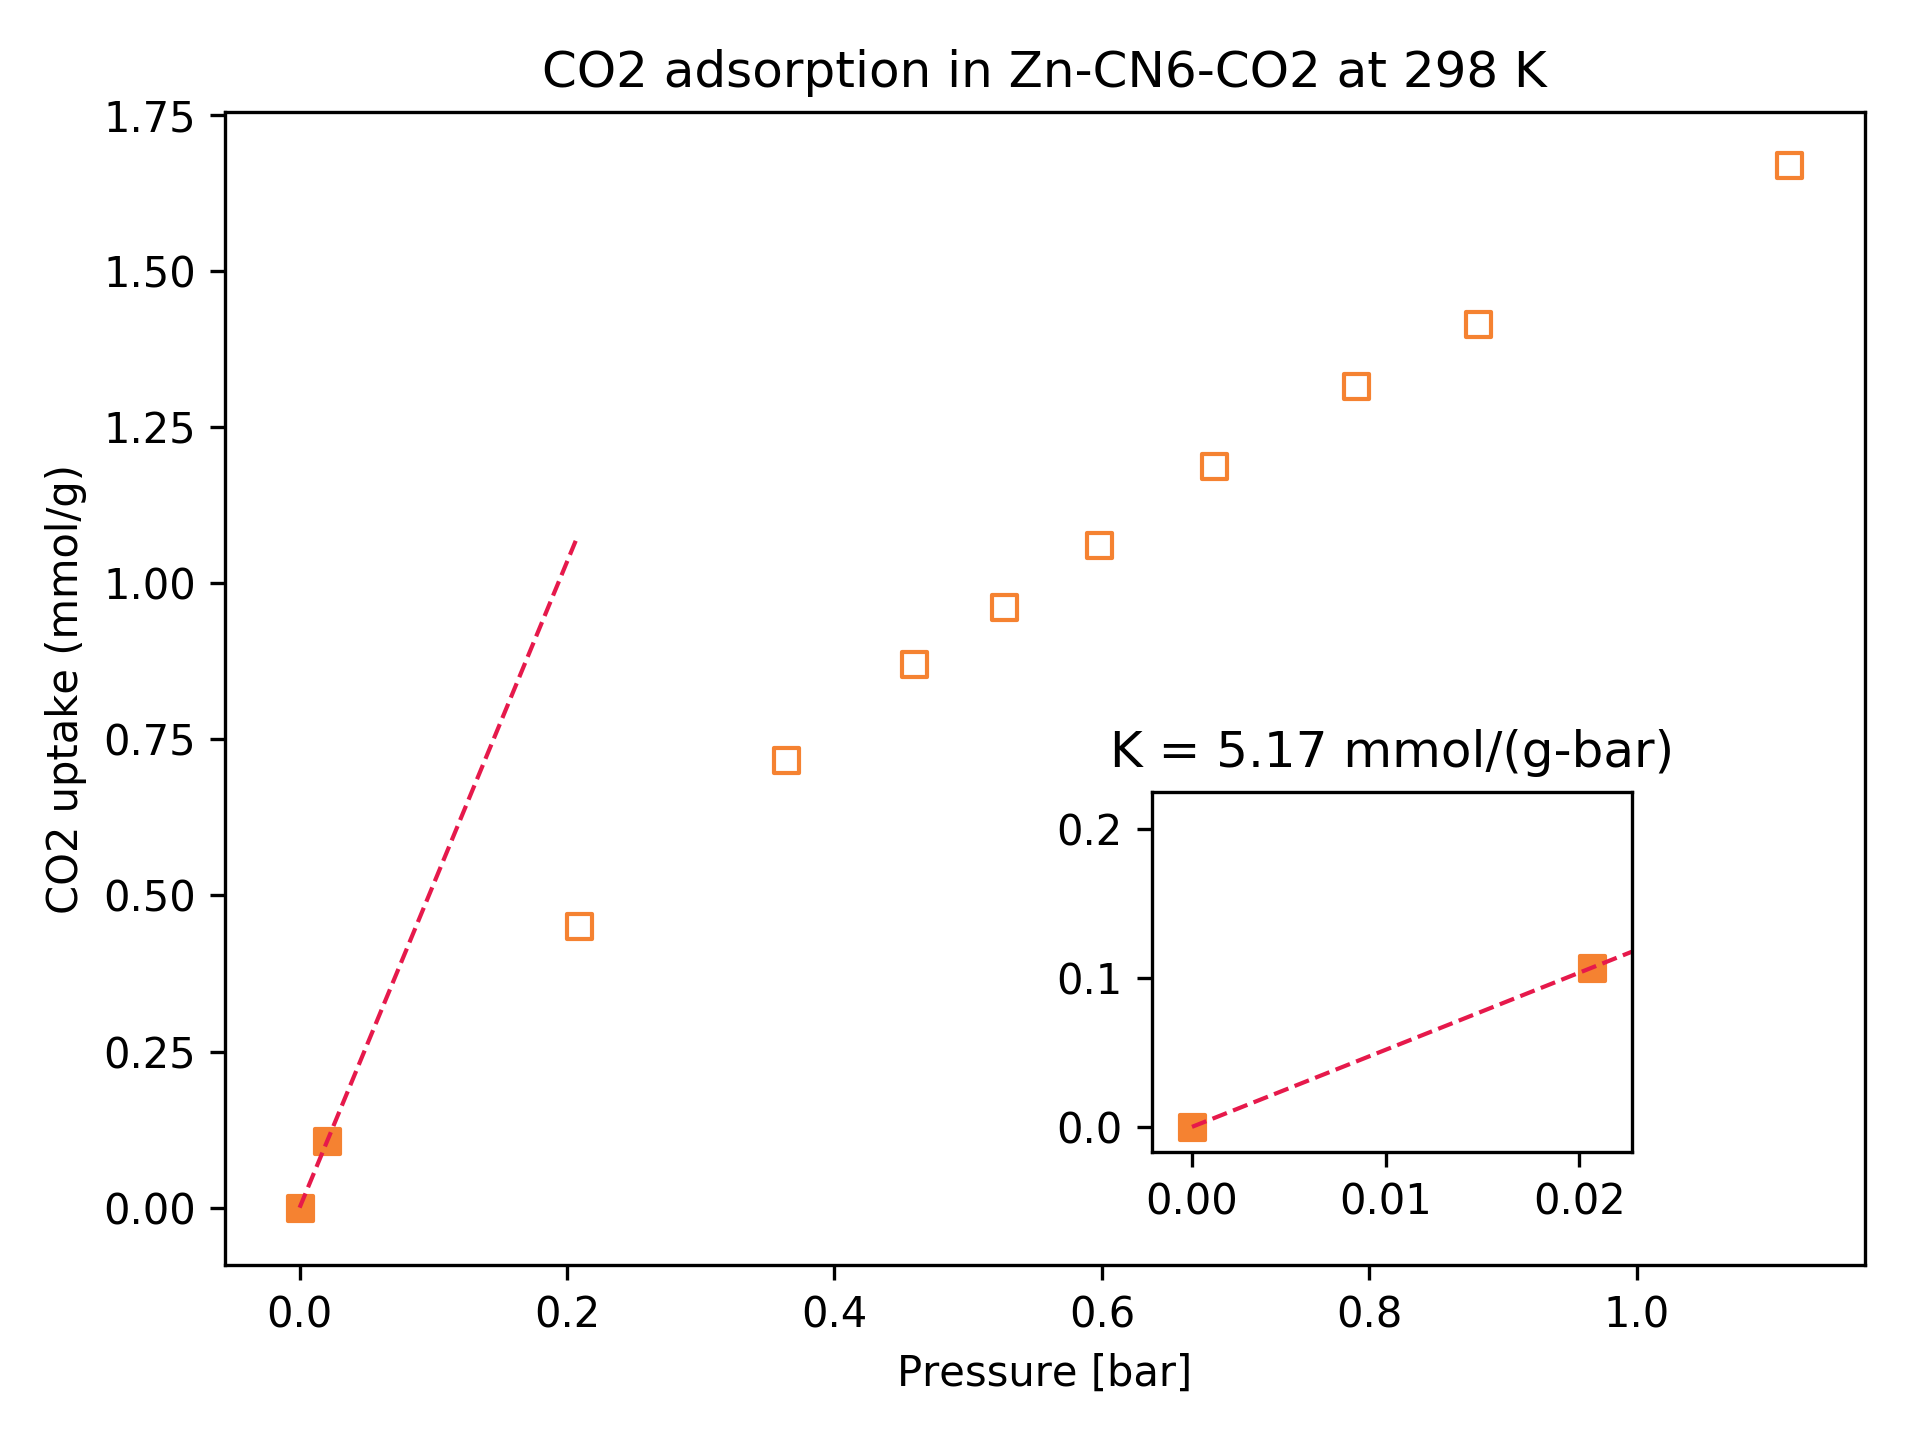 CO2 adsorption in Zn-CN6-CO2 at 298 K
1.75
1.50
1.25
1.00
0.75
0.50
0.25
0.00
CO2 uptake (mmol/g)
K = 5.17 mmol/(g-bar)
0.2
0.1
0.0
0.00 0.01 0.02
0.0 0.2 0.4 0.6 0.8 1.0
Pressure [bar]